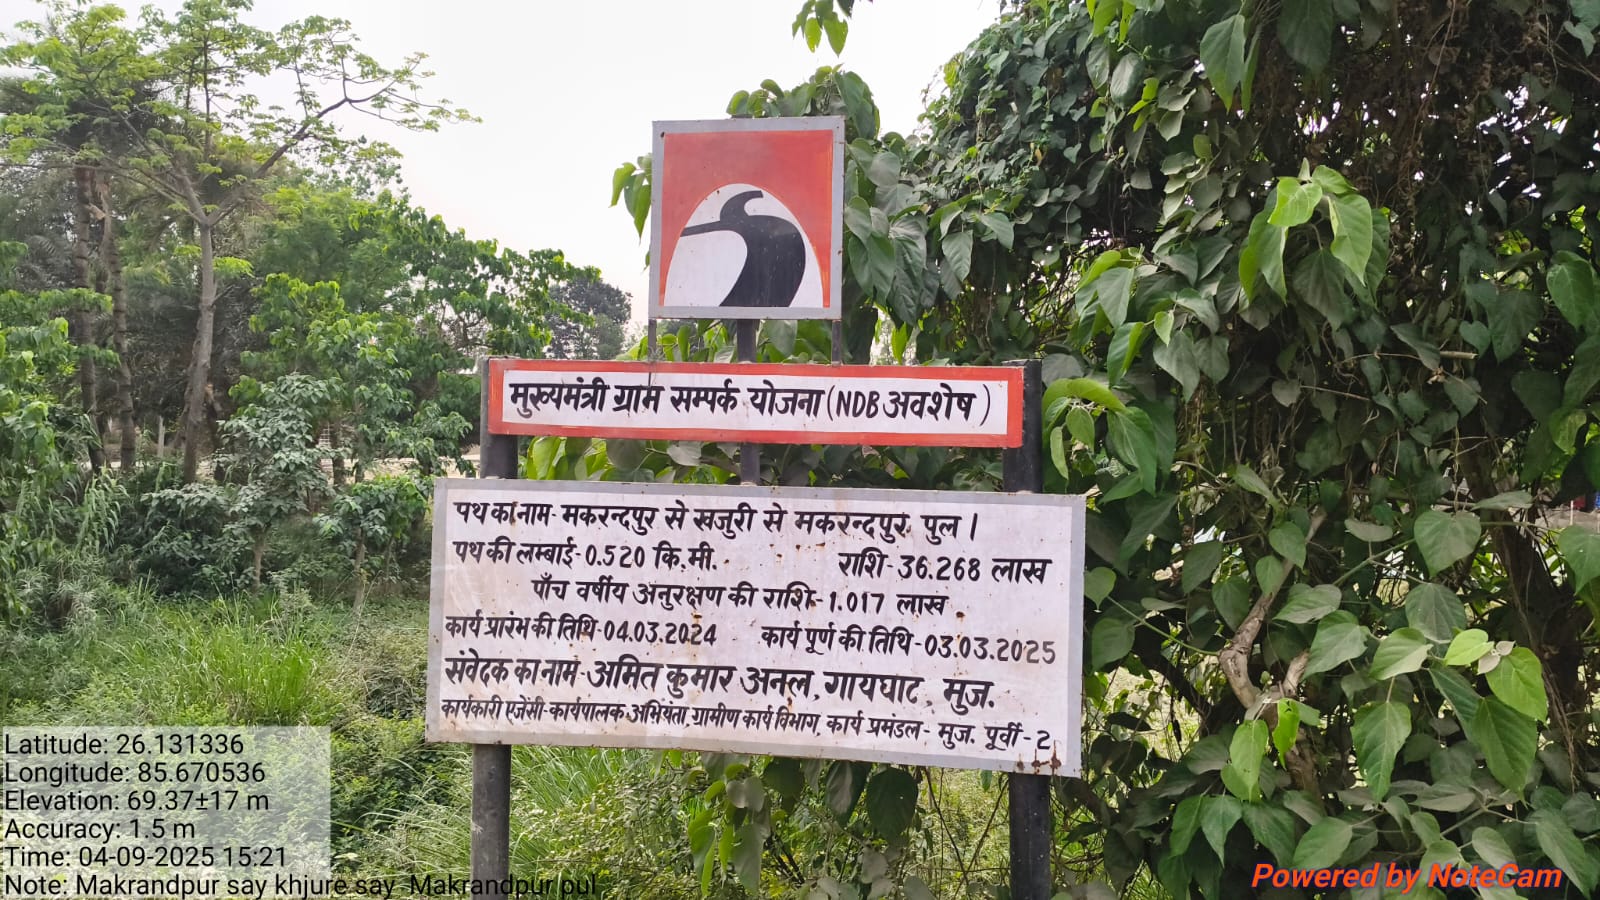 मुख्यमंत्री ग्राम सम्पर्क योजना (NDB अवशेष)
पथ का नाम- मकरन्दपुर से खजुरी से मकरन्दपुर पुल।
पथ की लम्बाई-0.520 कि.मी. राशि- 36.268 लाख
पाँच वर्षीय अनुरक्षण की राशि- 1.017 लाख
कार्य प्रारंभ की तिथि-04.03.2024 कार्य पूर्ण की तिथि-03.03.2025
संवेदक का नाम-अमित कुमार अनल, गायघाट, मुज.
कार्यकारी एजेंसी-कार्यपालक अभियंता, ग्रामीण कार्य विभाग, कार्य प्रमंडल- मुज. पूर्वी-2
Latitude: 26.131336
Longitude: 85.670536
Elevation: 69.37±17 m
Accuracy: 1.5 m
Time: 04-09-2025 15:21
Note: Makrandpur say khjure say Makrandpur pul
Powered by NoteCam